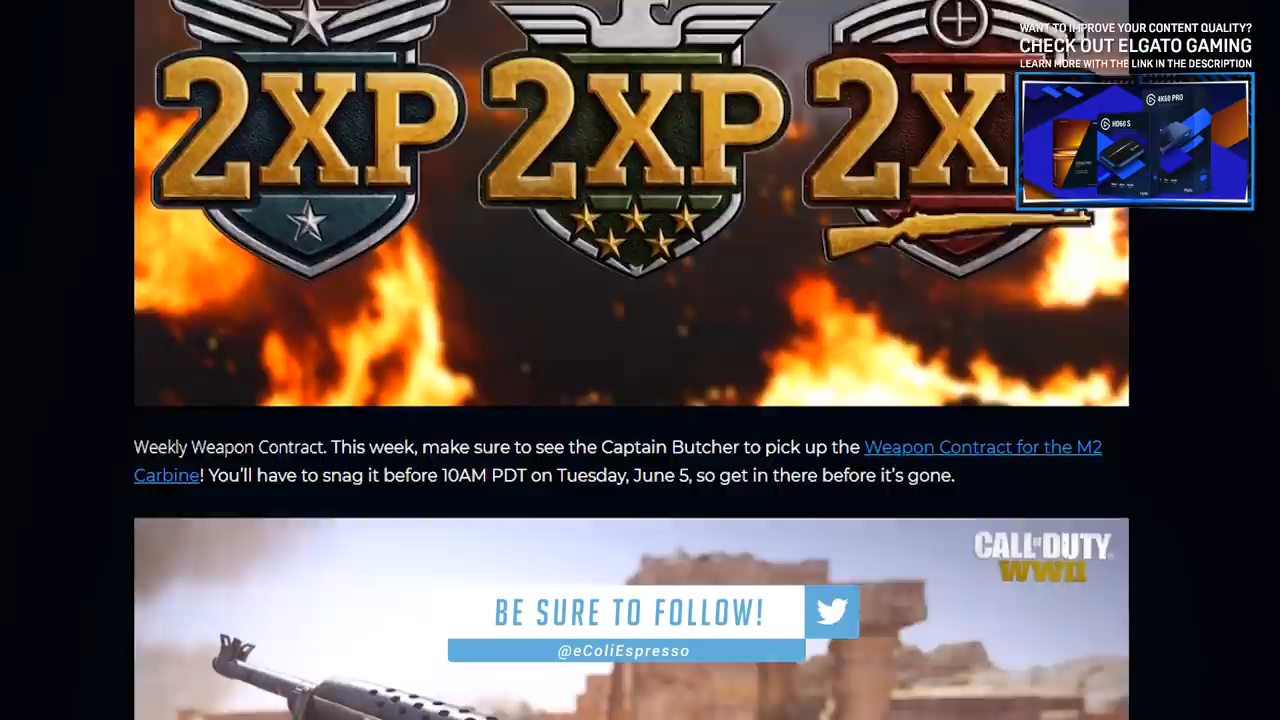 WANT TO IMPROVE YOUR CONTENT QUALITY?
CHECK OUT ELGATO GAMING
LEARN MORE WITH THE LINK IN THE DESCRIPTION
4K60 PRO
HD60 S
2XP
2XP
2X
Weekly Weapon Contract. This week, make sure to see the Captain Butcher to pick up the Weapon Contract for the M2
Carbine! You'll have to snag it before 10AM PDT on Tuesday, June 5, so get in there before it's gone.
CALL OF DUTY
WWII
BE SURE TO FOLLOW!
@eColiEspresso